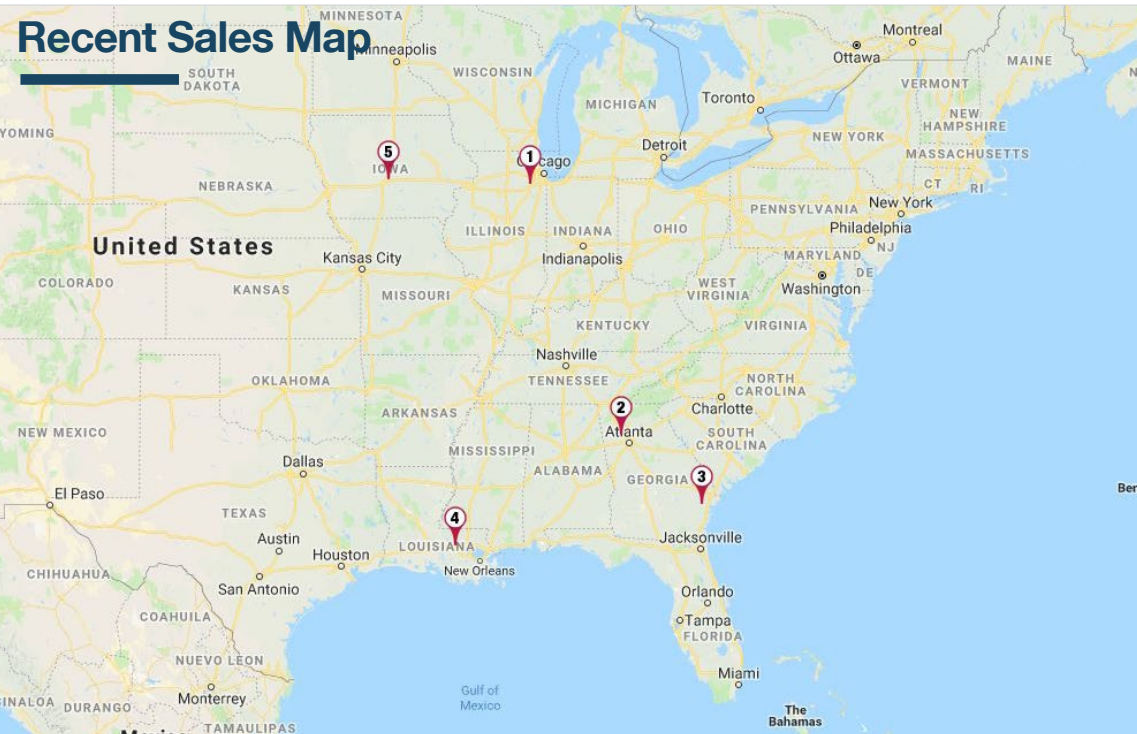 Recent Sales Map
MINNESOTA
Montreal
Minneapolis
Ottawa
MAINE
WISCONSIN
SOUTH
DAKOTA
VERMONT
MICHIGAN
Toronto
NEW
HAMPSHIRE
YOMING
NEW YORK
Detroit
MASSACHUSETTS
5
1
Chicago
IOWA
NEBRASKA
CT
RI
New York
PENNSYLVANIA
Philadelphia
ILLINOIS
INDIANA
OHIO
United States
NJ
MARYLAND
Kansas City
Indianapolis
DE
COLORADO
KANSAS
MISSOURI
WEST
VIRGINIA
Washington
KENTUCKY
VIRGINIA
Nashville
OKLAHOMA
TENNESSEE
NORTH
CAROLINA
ARKANSAS
2
Charlotte
NEW MEXICO
Atlanta
SOUTH
CAROLINA
MISSISSIPPI
Dallas
ALABAMA
GEORGIA
3
El Paso
Ber
TEXAS
4
Austin
Jacksonville
LOUISIANA
Houston
New Orleans
CHIHUAHUA
San Antonio
Orlando
COAHUILA
Tampa
FLORIDA
NUEVO LEON
Miami
Gulf of
Mexico
Monterrey
SINALOA
DURANGO
The
Bahamas
TAMAULIPAS
Mexico